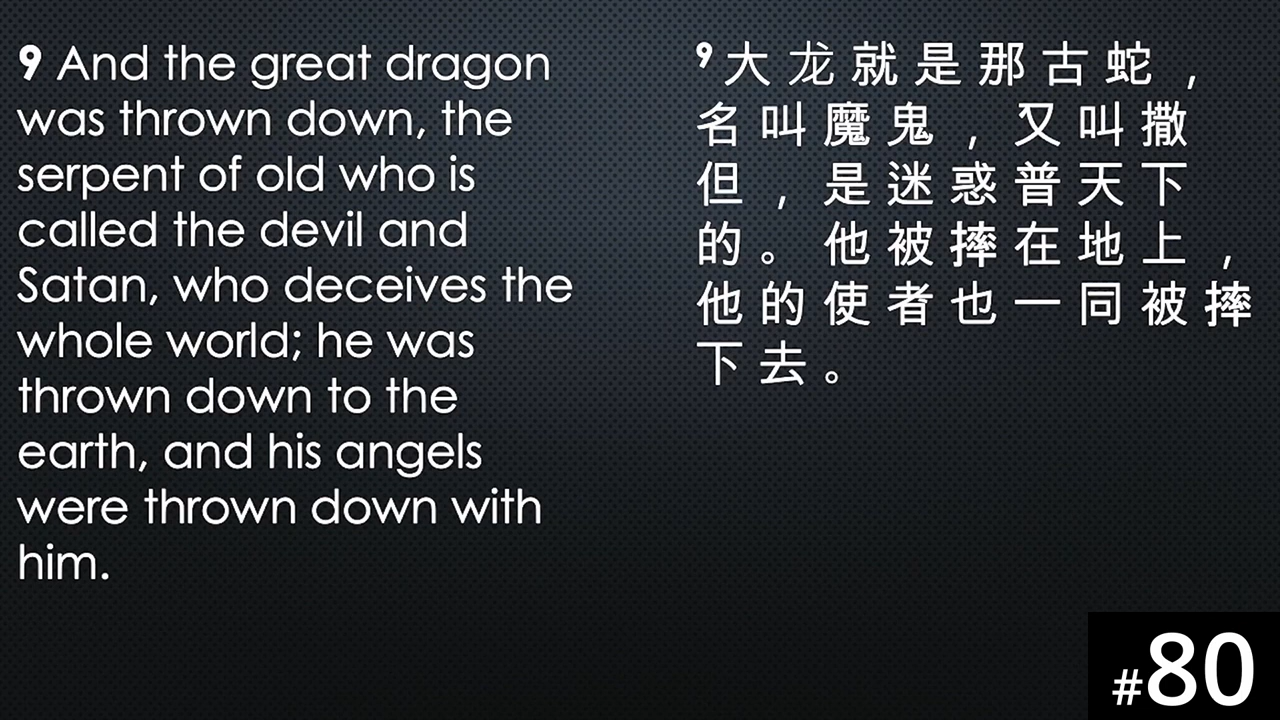 9 And the great dragon
was thrown down, the
serpent of old who is
called the devil and
Satan, who deceives the
whole world; he was
thrown down to the
earth, and his angels
were thrown down with
him.
9大龙就是那古蛇，
名叫魔鬼，又叫撒
但，是迷惑普天下
的。他被摔在地上，
他的使者也一同被摔
下去。
#80